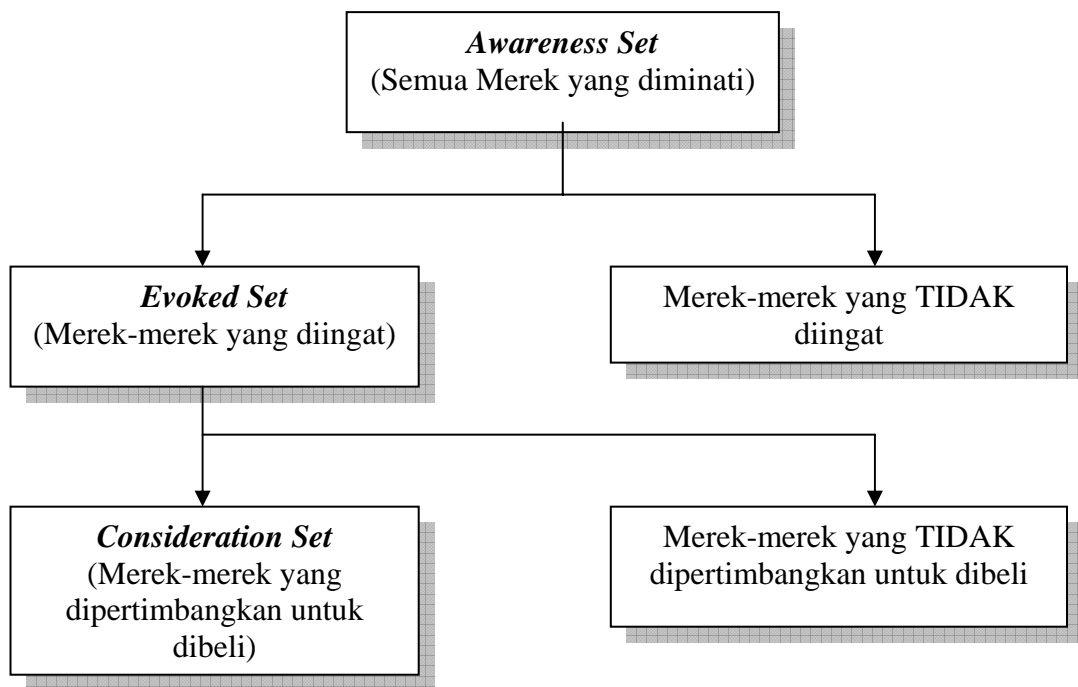 Awareness Set
(Semua Merek yang diminati)
Evoked Set
(Merek-merek yang diingat)
Merek-merek yang TIDAK
diingat
Consideration Set
(Merek-merek yang
dipertimbangkan untuk
dibeli)
Merek-merek yang TIDAK
dipertimbangkan untuk dibeli